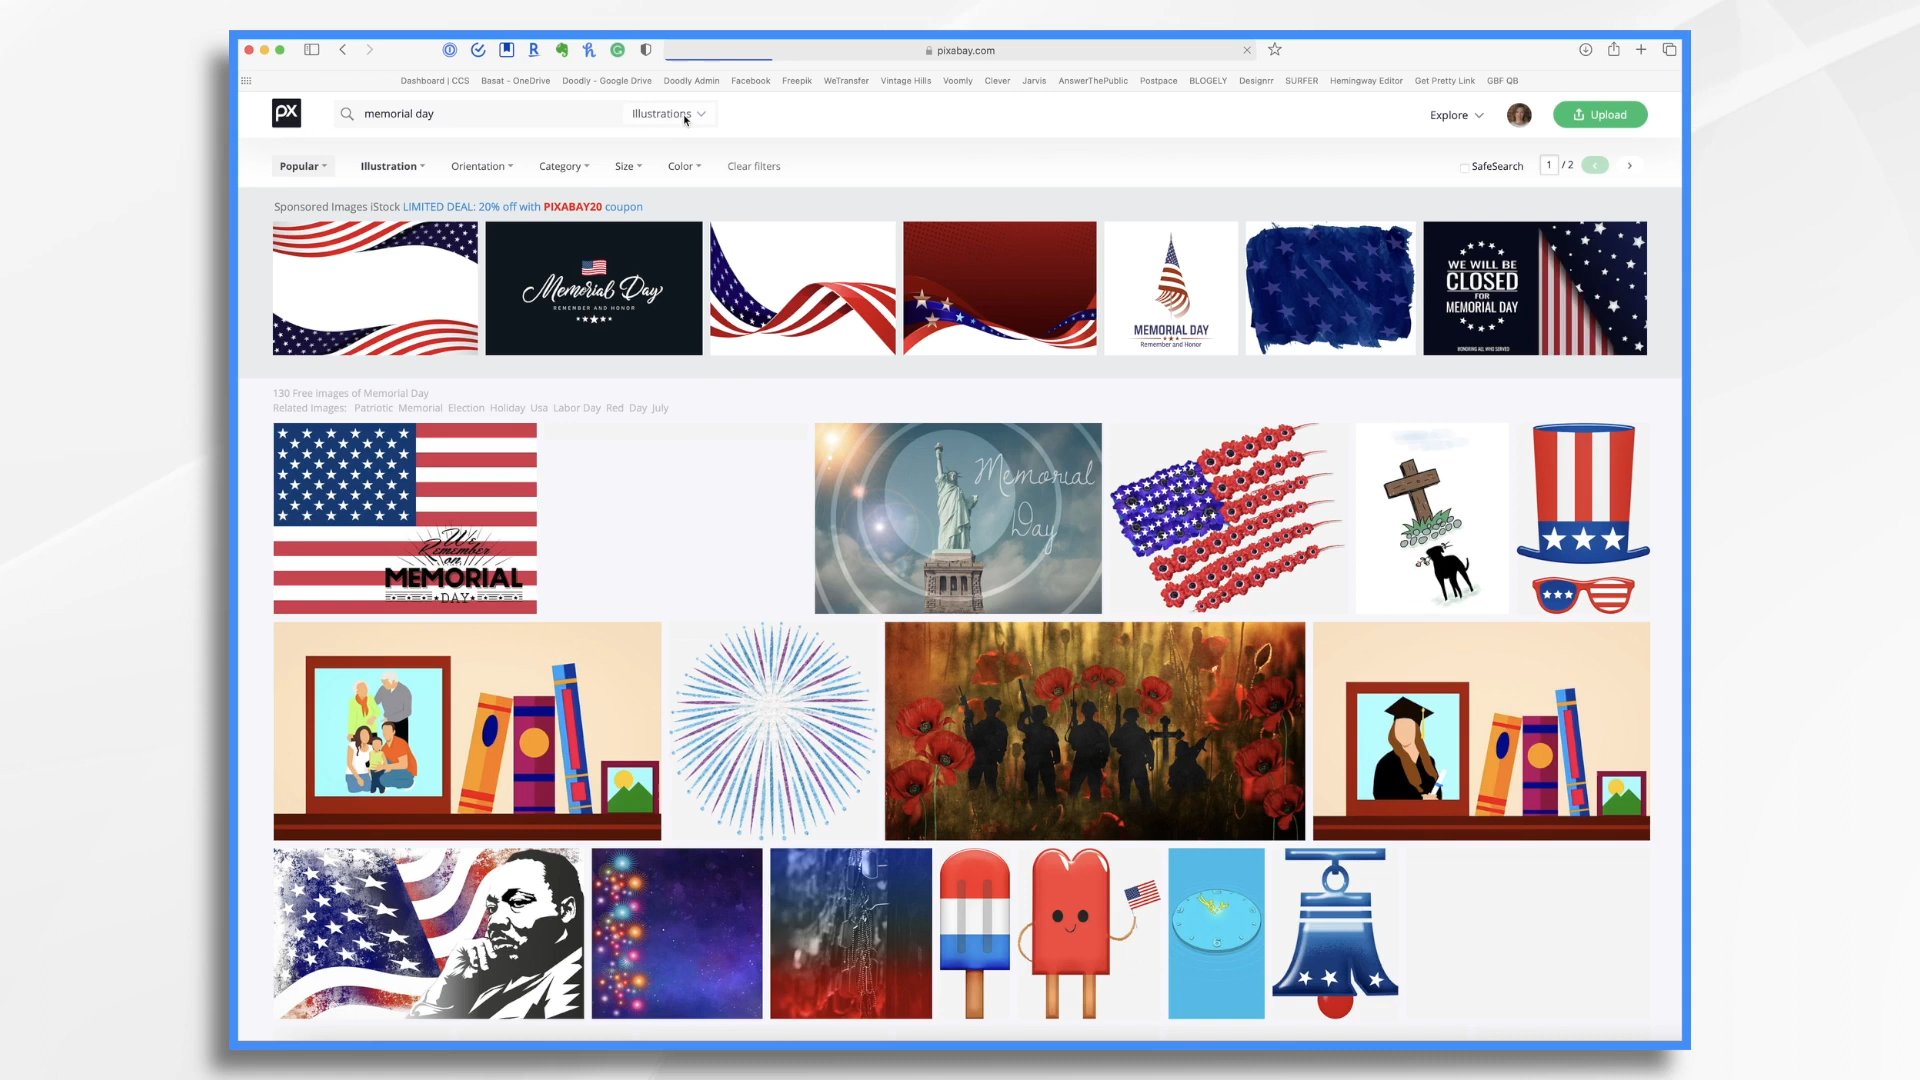 pixabay.com
Dashboard | CCS Basat - OneDrive Doodly - Google Drive Doodly Admin Facebook Freepik WeTransfer Vintage Hills Voomly Clever Jarvis AnswerThePublic Postpace BLOGELY Designrr SURFER Hemingway Editor Get Pretty Link GBF QB
px memorial day Illustrations Explore Upload
Popular Illustration Orientation Category Size Color Clear filters SafeSearch 1 / 2
Sponsored Images iStock LIMITED DEAL: 20% off with PIXABAY20 coupon
Memorial Day
REMEMBER AND HONOR
MEMORIAL DAY
Remember and Honor
WE WILL BE
CLOSED
FOR
MEMORIAL DAY
HONORING ALL WHO SERVED
130 Free images of Memorial Day
Related Images: Patriotic Memorial Election Holiday Usa Labor Day Red Day July
We
Remember
on
MEMORIAL
DAY
Memorial
Day